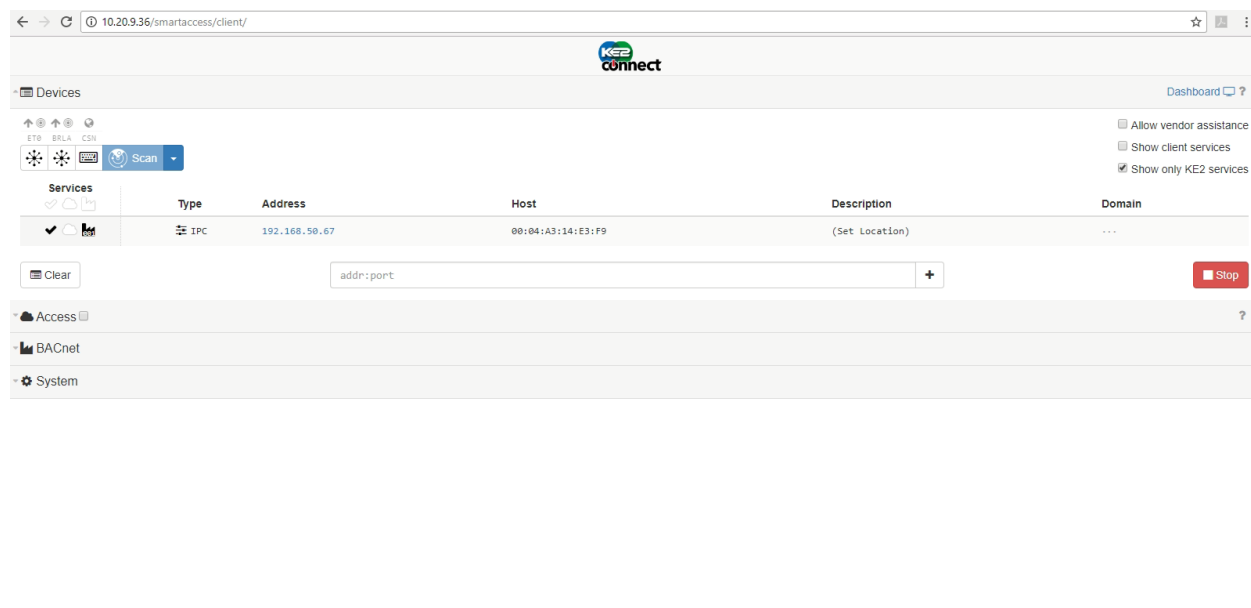 10.20.9.36/smartaccess/client/
KE2
connect
Devices
Dashboard ?
ET0 BRLA CSN
Allow vendor assistance
Show client services
Show only KE2 services
Scan
Services
Type Address Host Description Domain
001 IPC 192.168.50.67 00:04:A3:14:E3:F9 (Set Location) ---
Clear addr:port + Stop
Access ?
BACnet
System